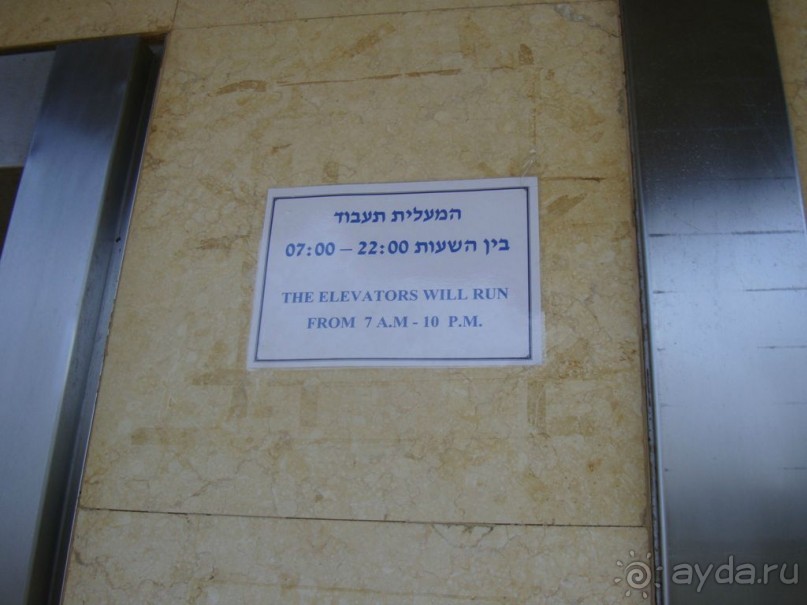 המעלית תעבוד
בין השעות 22:00 – 07:00
THE ELEVATORS WILL RUN
FROM 7 A.M - 10 P.M.
ayda.ru